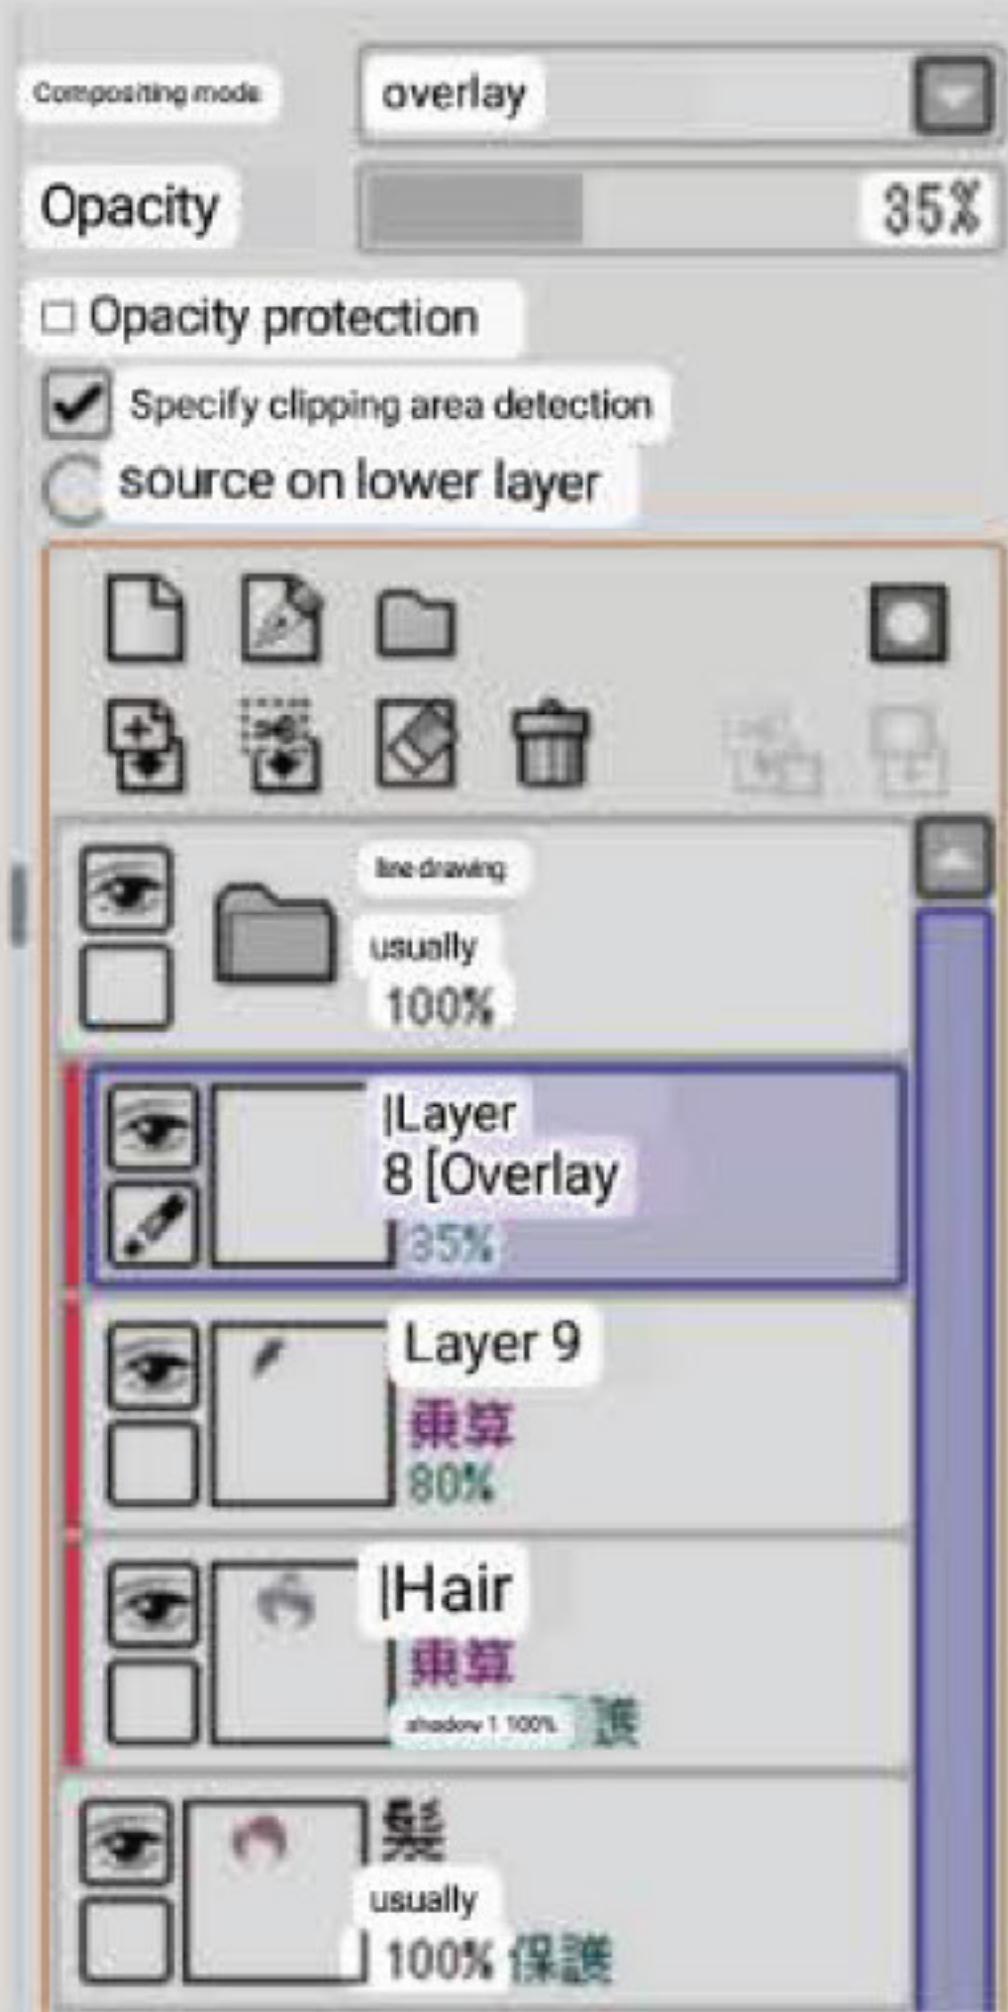 Compositing mode
overlay
Opacity
35%
Opacity protection
Specify clipping area detection
source on lower layer
line drawing
usually
100%
|Layer
8 [Overlay
35%
Layer 9
乗算
80%
|Hair
乗算
shadow 1 100% 護
髪
usually
100% 保護